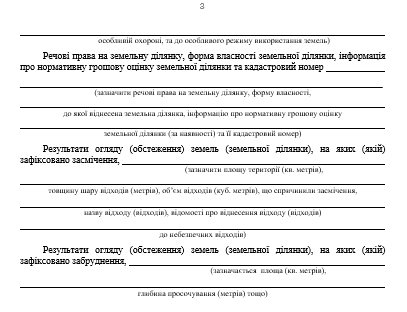 3
особливій охороні, та до особливого режиму використання земель)
Речові права на земельну ділянку, форма власності земельної ділянки, інформація
про нормативну грошову оцінку земельної ділянки та кадастровий номер
(зазначити речові права на земельну ділянку, форму власності,
до якої віднесена земельна ділянка, інформацію про нормативну грошову оцінку
земельної ділянки (за наявності) та її кадастровий номер)
Результати огляду (обстеження) земель (земельної ділянки), на яких (якій)
зафіксовано засмічення,
(зазначити площу території (кв. метрів),
товщину шару відходів (метрів), об’єм відходів (куб. метрів), що спричинили засмічення,
назву відходу (відходів), відомості про віднесення відходу (відходів)
до небезпечних відходів)
Результати огляду (обстеження) земель (земельної ділянки), на яких (якій)
зафіксовано забруднення,
(зазначається площа (кв. метрів),
глибина просочування (метрів) тощо)